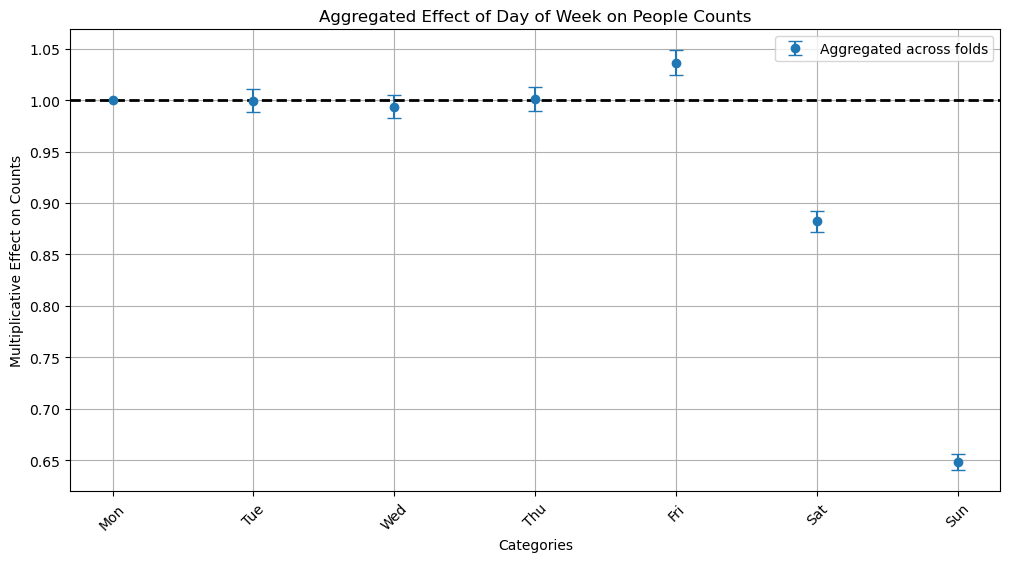 Aggregated Effect of Day of Week on People Counts
Aggregated across folds
Multiplicative Effect on Counts
1.05
1.00
0.95
0.90
0.85
0.80
0.75
0.70
0.65
Mon
Tue
Wed
Thu
Fri
Sat
Sun
Categories